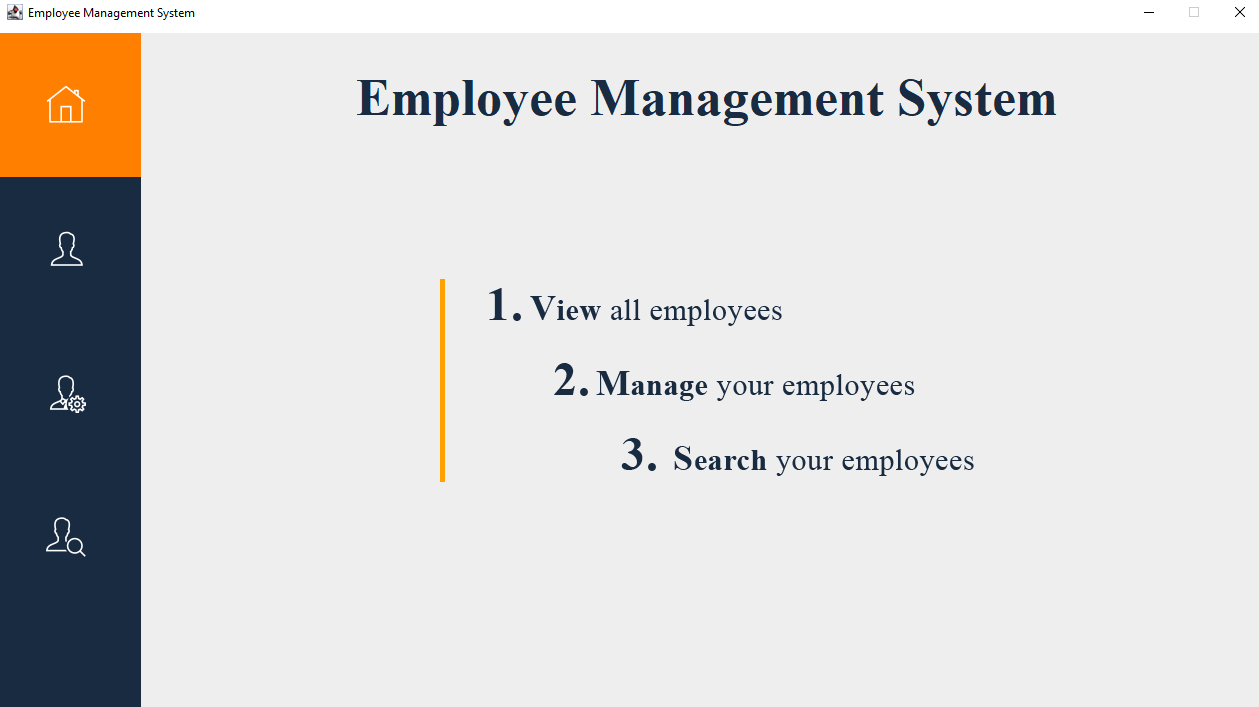 Employee Management System
Employee Management System
1. View all employees
2. Manage your employees
3. Search your employees